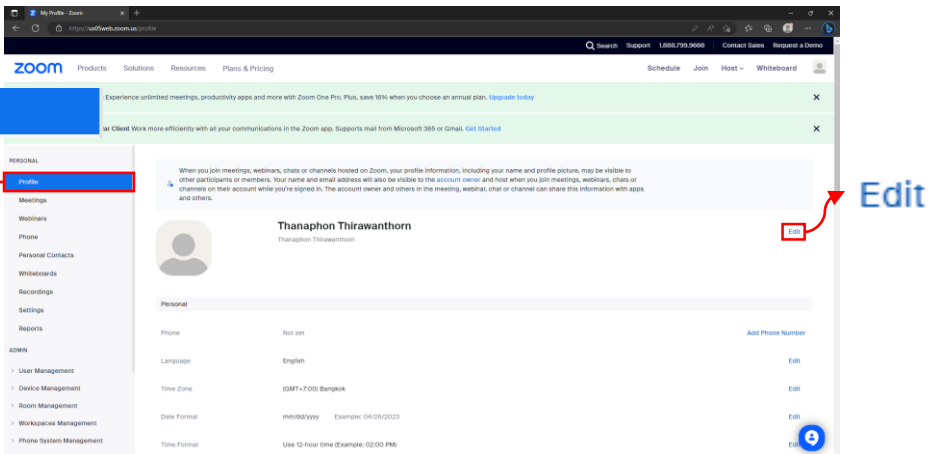 My Profile - Zoom
https://us05web.zoom.us/profile
Search Support 1.888.799.9666 Contact Sales Request a Demo
zoom Products Solutions Resources Plans & Pricing Schedule Join Host Whiteboard
Experience unlimited meetings, productivity apps and more with Zoom One Pro. Plus, save 16% when you choose an annual plan. Upgrade today
ar Client Work more efficiently with all your communications in the Zoom app. Supports mail from Microsoft 365 or Gmail. Get Started
PERSONAL
Profile
Meetings
Webinars
Phone
Personal Contacts
Whiteboards
Recordings
Settings
Reports
ADMIN
User Management
Device Management
Room Management
Workspaces Management
Phone System Management
When you join meetings, webinars, chats or channels hosted on Zoom, your profile information, including your name and profile picture, may be visible to
other participants or members. Your name and email address will also be visible to the account owner and host when you join meetings, webinars, chats or
channels on their account while you're signed in. The account owner and others in the meeting, webinar, chat or channel can share this information with apps
and others.
Thanaphon Thirawanthorn
Thanaphon Thirawanthorn
Edit
Edit
Personal
Phone Not set Add Phone Number
Language English Edit
Time Zone (GMT+7:00) Bangkok Edit
Date Format mm/dd/yyyy Example: 04/26/2023 Edit
Time Format Use 12-hour time (Example: 02:00 PM) Edit